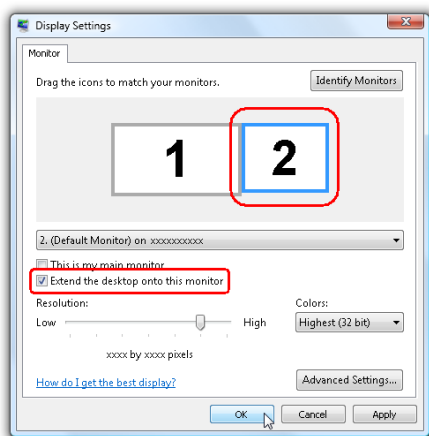 Display Settings
Monitor
Drag the icons to match your monitors.
Identify Monitors
1
2
2. (Default Monitor) on xxxxxxxxxx
This is my main monitor
Extend the desktop onto this monitor
Resolution:
Colors:
Low
High
Highest (32 bit)
xxxx by xxxx pixels
How do I get the best display?
Advanced Settings...
OK
Cancel
Apply